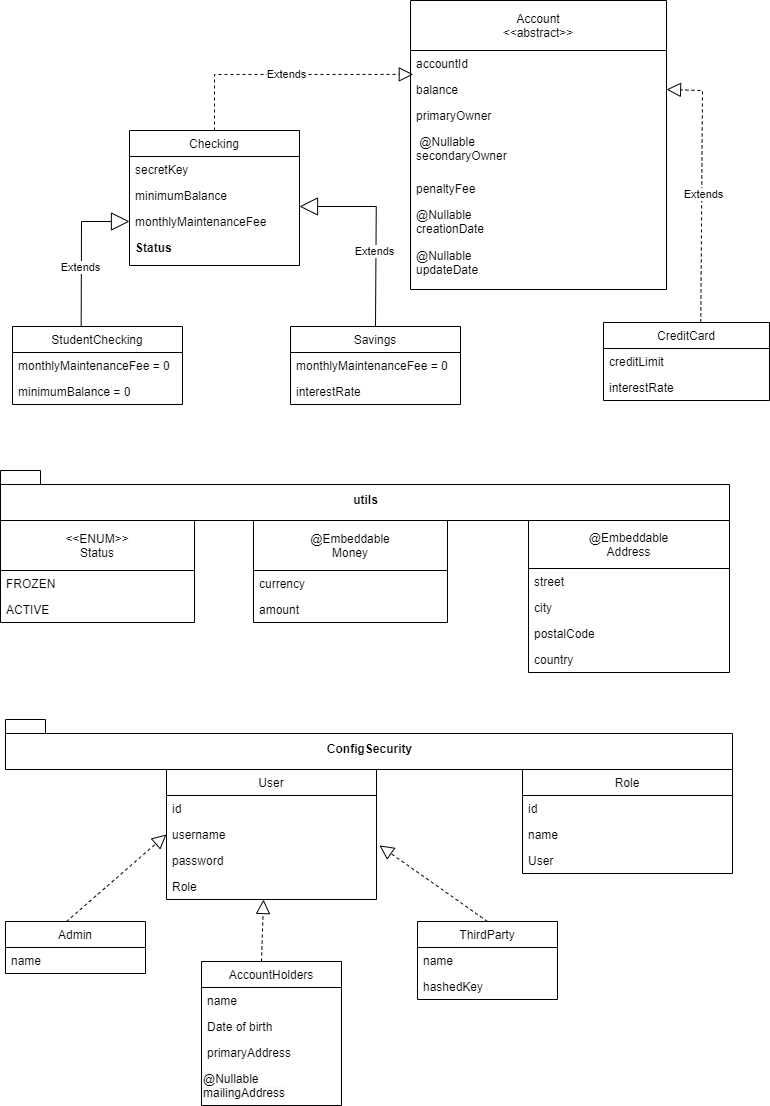 Account
<<abstract>>
accountId
balance
primaryOwner
@Nullable
secondaryOwner
penaltyFee
@Nullable
creationDate
@Nullable
updateDate
Extends
Checking
secretKey
minimumBalance
monthlyMaintenanceFee
Status
Extends
Extends
Extends
StudentChecking
monthlyMaintenanceFee = 0
minimumBalance = 0
Savings
monthlyMaintenanceFee = 0
interestRate
CreditCard
creditLimit
interestRate
utils
<<ENUM>>
Status
FROZEN
ACTIVE
@Embeddable
Money
currency
amount
@Embeddable
Address
street
city
postalCode
country
ConfigSecurity
User
id
username
password
Role
Role
id
name
User
Admin
name
AccountHolders
name
Date of birth
primaryAddress
@Nullable
mailingAddress
ThirdParty
name
hashedKey